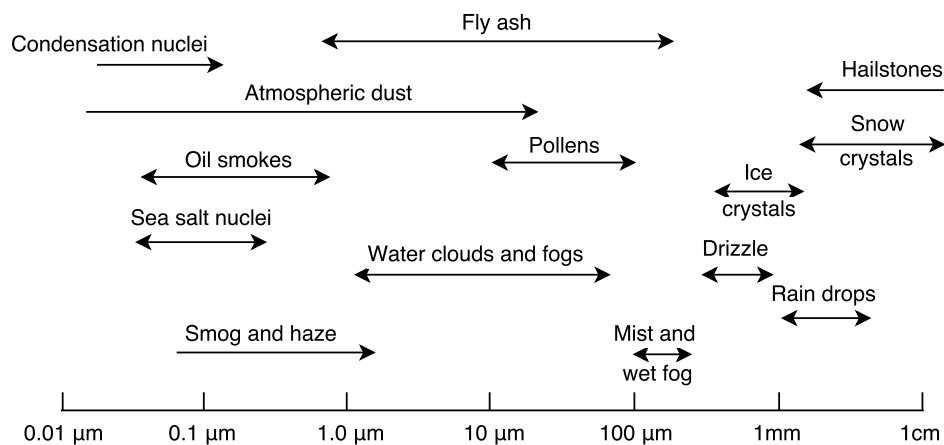 Fly ash
Condensation nuclei
Hailstones
Atmospheric dust
Snow
crystals
Pollens
Oil smokes
Ice
crystals
Sea salt nuclei
Drizzle
Water clouds and fogs
Rain drops
Smog and haze
Mist and
wet fog
0.01 µm 0.1 µm 1.0 µm 10 µm 100 µm 1mm 1cm